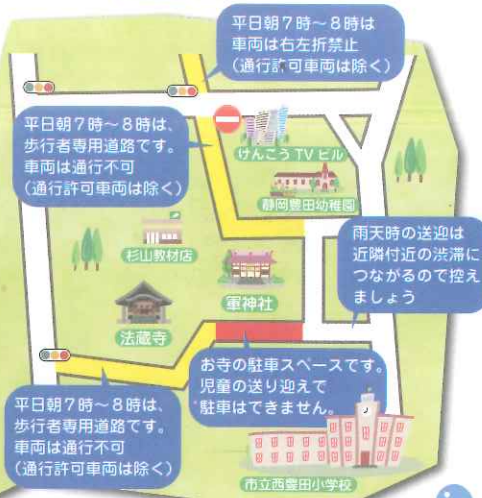 平日朝7時～8時は
車両は右左折禁止
(通行許可車両は除く)
平日朝7時～8時は、
歩行者専用道路です。
車両は通行不可
(通行許可車両は除く)
けんこうTVビル
静岡豊田幼稚園
杉山教材店
雨天時の送迎は
近隣付近の渋滞に
つながるので控え
ましょう
軍神社
法蔵寺
お寺の駐車スペースです。
児童の送り迎えで
駐車はできません。
平日朝7時～8時は、
歩行者専用道路です。
車両は通行不可
(通行許可車両は除く)
市立西豊田小学校